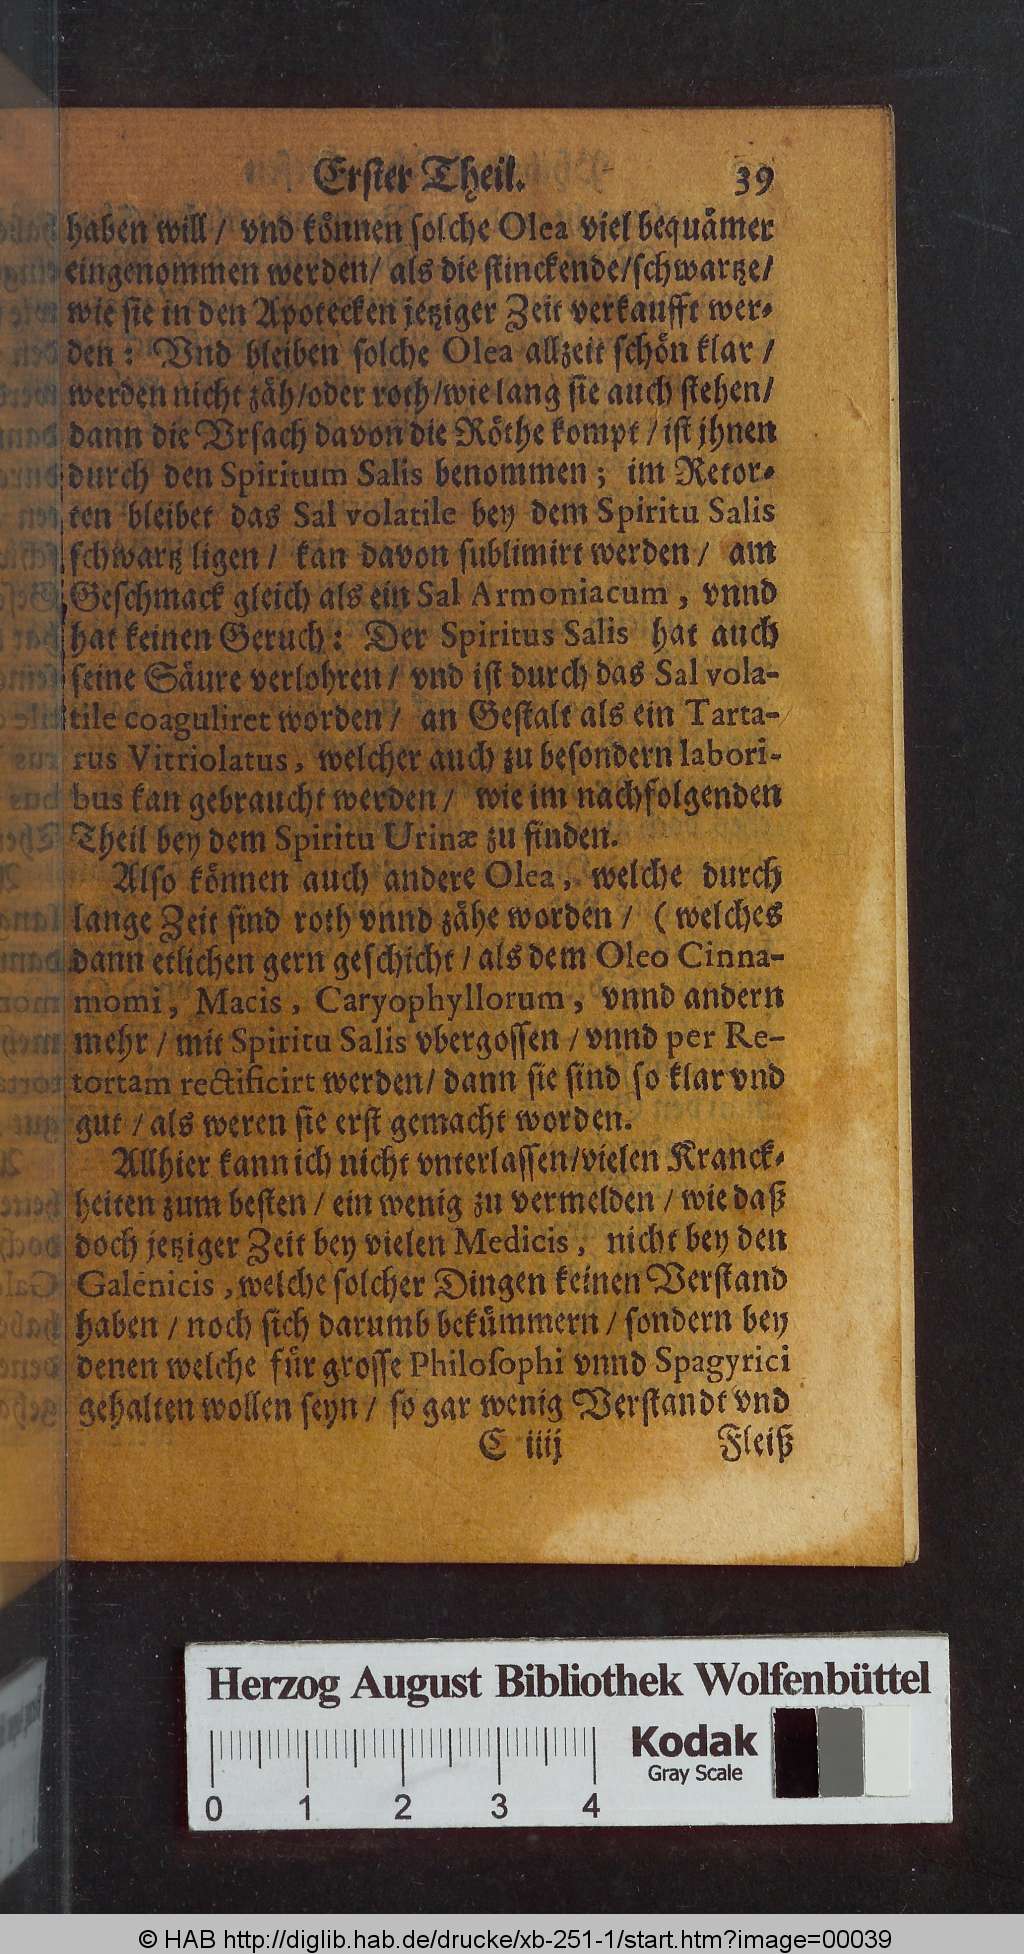 Erster Theil. 39
haben will / vnd können solche Olea viel bequämer
eingenommen werden/ als die stinckende/schwartze/
wie sie in den Apotecken jetziger Zeit verkaufft wer-
den: Vnd bleiben solche Olea allzeit schön klar /
werden nicht zäh/oder roth/wie lang sie auch stehen/
dann die Vrsach davon die Röthe kompt / ist jhnen
durch den Spiritum Salis benommen; im Retor-
ten bleibet das Sal volatile bey dem Spiritu Salis
schwartz ligen / kan davon sublimirt werden / am
Geschmack gleich als ein Sal Armoniacum, vnnd
hat keinen Geruch: Der Spiritus Salis hat auch
seine Säure verlohren / vnd ist durch das Sal vola-
tile coaguliret worden / an Gestalt als ein Tarta-
rus Vitriolatus, welcher auch zu besondern labori-
bus kan gebraucht werden / wie im nachfolgenden
Theil bey dem Spiritu Urinæ zu finden.
Also können auch andere Olea, welche durch
lange Zeit sind roth vnnd zähe worden / (welches
dann etlichen gern geschicht / als dem Oleo Cinna-
momi, Macis, Caryophyllorum, vnnd andern
mehr / mit Spiritu Salis vbergossen / vnnd per Re-
tortam rectificirt werden/ dann sie sind so klar vnd
gut / als weren sie erst gemacht worden.
Allhier kann ich nicht vnterlassen/vielen Kranck-
heiten zum besten / ein wenig zu vermelden / wie daß
doch jetziger Zeit bey vielen Medicis, nicht bey den
Galenicis, welche solcher Dingen keinen Verstand
haben / noch sich darumb bekümmern / sondern bey
denen welche für grosse Philosophi vnnd Spagyrici
gehalten wollen seyn / so gar wenig Verstandt vnd
C iiij Fleiß
Herzog August Bibliothek Wolfenbüttel
Kodak
Gray Scale
0 1 2 3 4
© HAB http://diglib.hab.de/drucke/xb-251-1/start.htm?image=00039